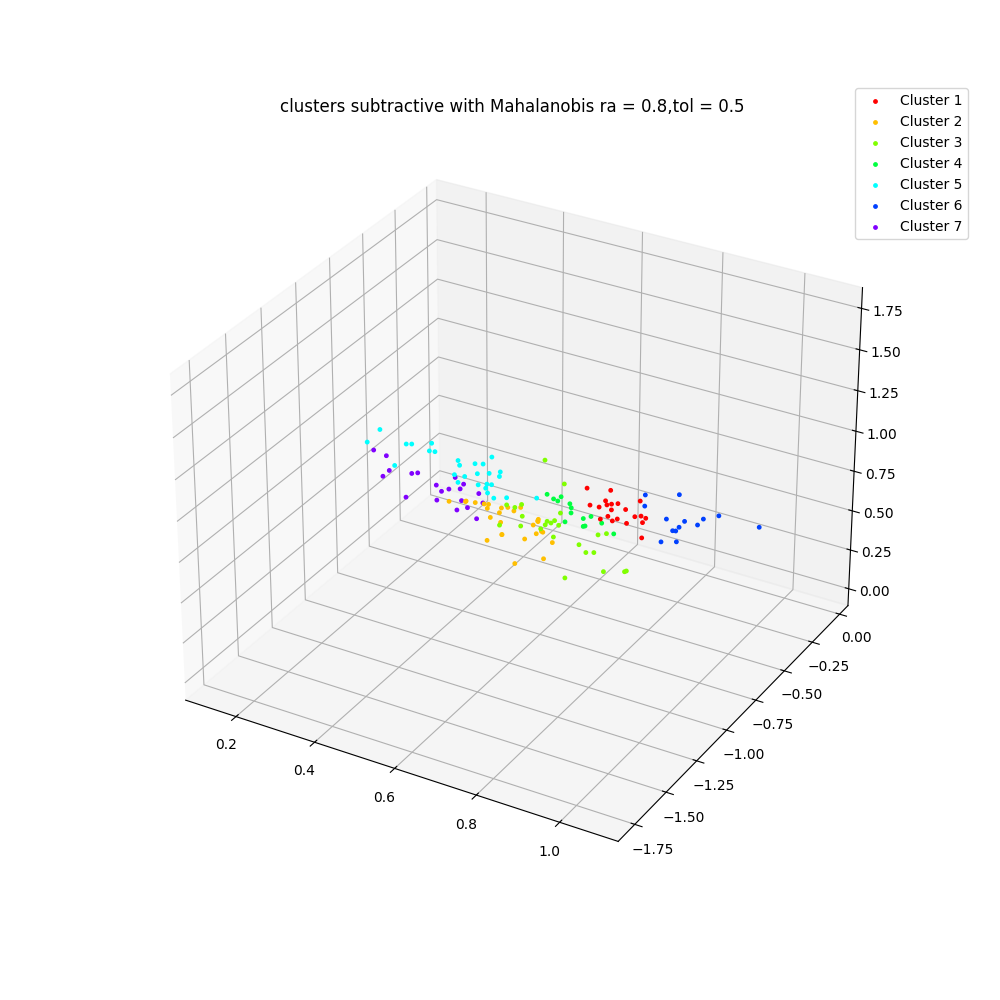 clusters subtractive with Mahalanobis ra = 0.8,tol = 0.5
Cluster 1
Cluster 2
Cluster 3
Cluster 4
Cluster 5
Cluster 6
Cluster 7
1.75
1.50
1.25
1.00
0.75
0.50
0.25
0.00
0.00
−0.25
−0.50
−0.75
−1.00
−1.25
−1.50
−1.75
0.2
0.4
0.6
0.8
1.0